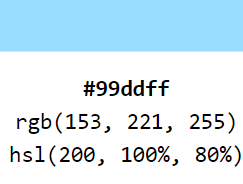 #99ddff
rgb(153, 221, 255)
hsl(200, 100%, 80%)